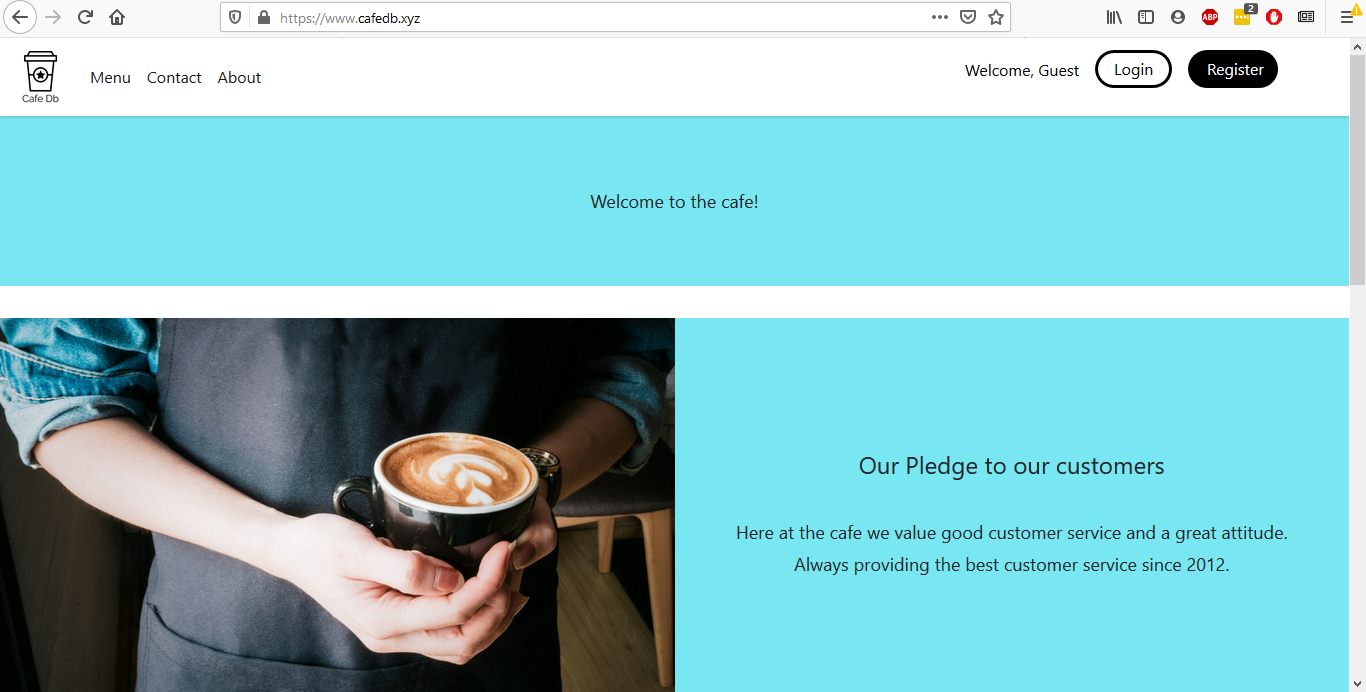 https://www.cafedb.xyz
ABP
2
Cafe Db
Menu Contact About
Welcome, Guest Login Register
Welcome to the cafe!
Our Pledge to our customers
Here at the cafe we value good customer service and a great attitude.
Always providing the best customer service since 2012.